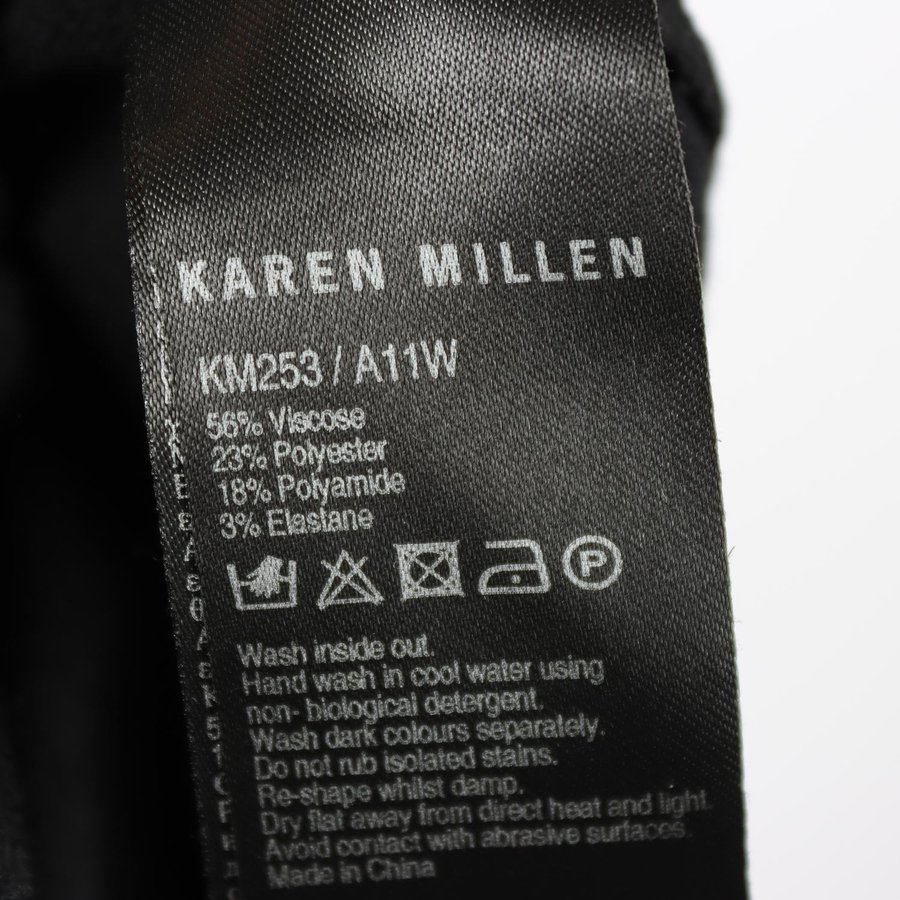 KAREN MILLEN
KM253 / A11W
56% Viscose
23% Polyester
18% Polyamide
3% Elastane
P
Wash inside out.
Hand wash in cool water using
non- biological detergent.
Wash dark colours separately.
Do not rub isolated stains.
Re-shape whilst damp.
Dry flat away from direct heat and light.
Avoid contact with abrasive surfaces.
Made in China